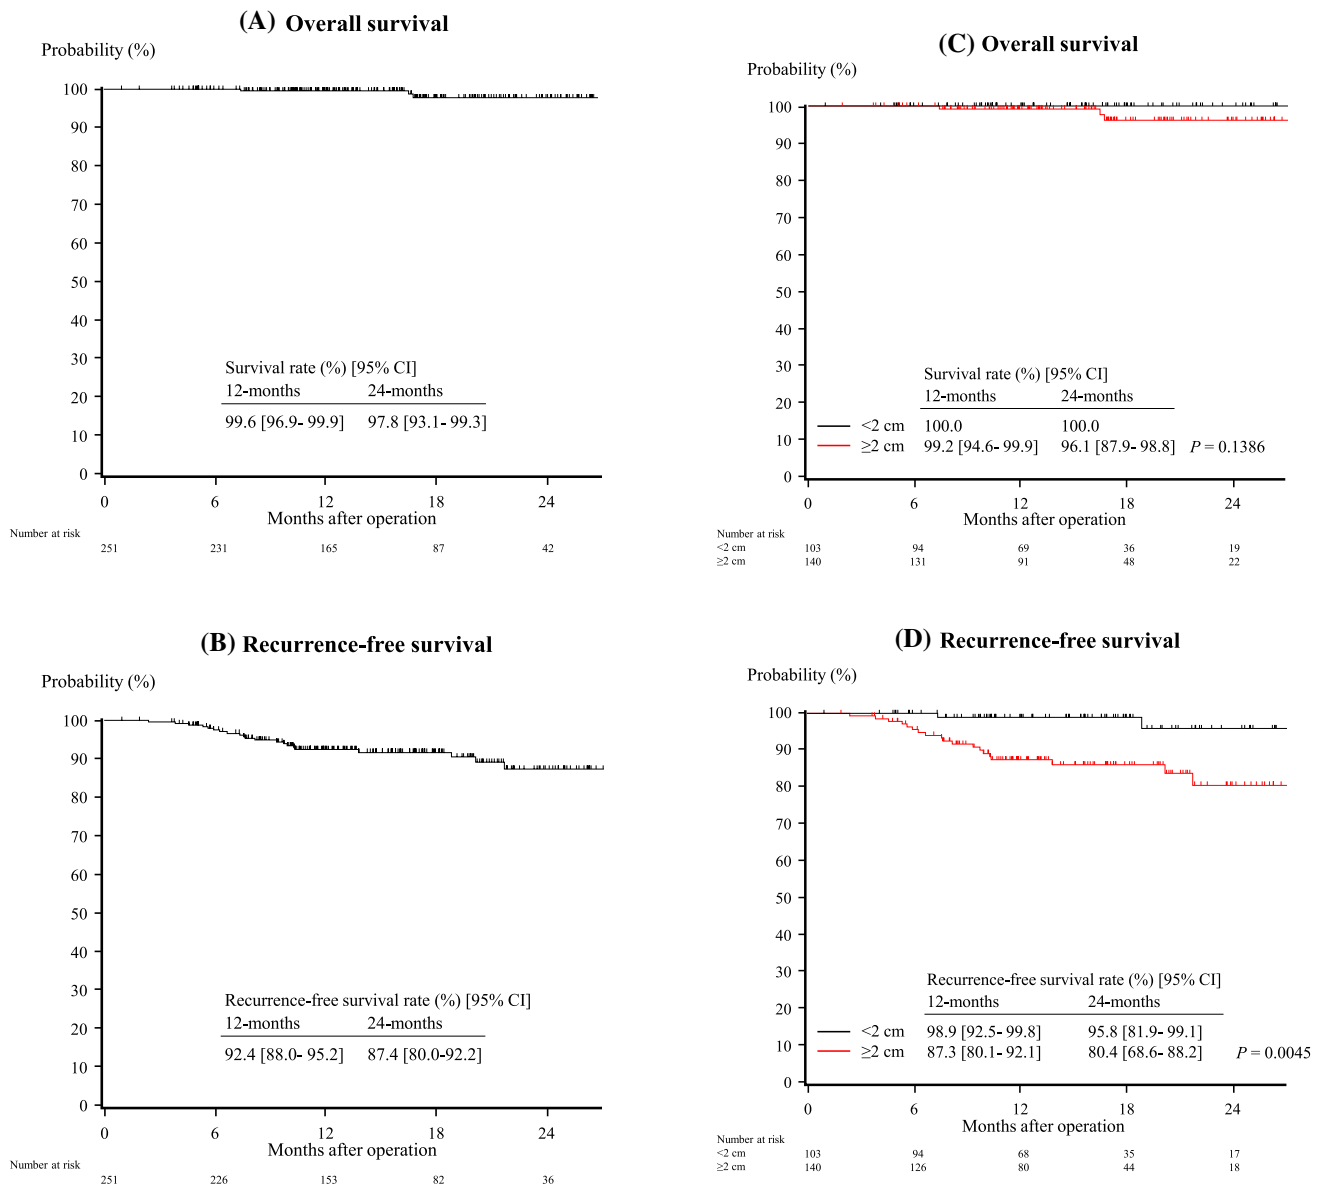 (A) Overall survival
Probability (%)
100
90
80
70
60
50
40
30
20
10
0
Survival rate (%) [95% CI]
12-months 24-months
99.6 [96.9- 99.9] 97.8 [93.1- 99.3]
0 6 12 18 24
Months after operation
Number at risk
251 231 165 87 42
(C) Overall survival
Probability (%)
100
90
80
70
60
50
40
30
20
10
0
Survival rate (%) [95% CI]
12-months 24-months
<2 cm 100.0 100.0
≥2 cm 99.2 [94.6- 99.9] 96.1 [87.9- 98.8] P = 0.1386
0 6 12 18 24
Months after operation
Number at risk
<2 cm 103 94 69 36 19
≥2 cm 140 131 91 48 22
(B) Recurrence-free survival
Probability (%)
100
90
80
70
60
50
40
30
20
10
0
Recurrence-free survival rate (%) [95% CI]
12-months 24-months
92.4 [88.0- 95.2] 87.4 [80.0-92.2]
0 6 12 18 24
Months after operation
Number at risk
251 226 153 82 36
(D) Recurrence-free survival
Probability (%)
100
90
80
70
60
50
40
30
20
10
0
Recurrence-free survival rate (%) [95% CI]
12-months 24-months
<2 cm 98.9 [92.5- 99.8] 95.8 [81.9- 99.1]
≥2 cm 87.3 [80.1- 92.1] 80.4 [68.6- 88.2] P = 0.0045
0 6 12 18 24
Months after operation
Number at risk
<2 cm 103 94 68 35 17
≥2 cm 140 126 80 44 18